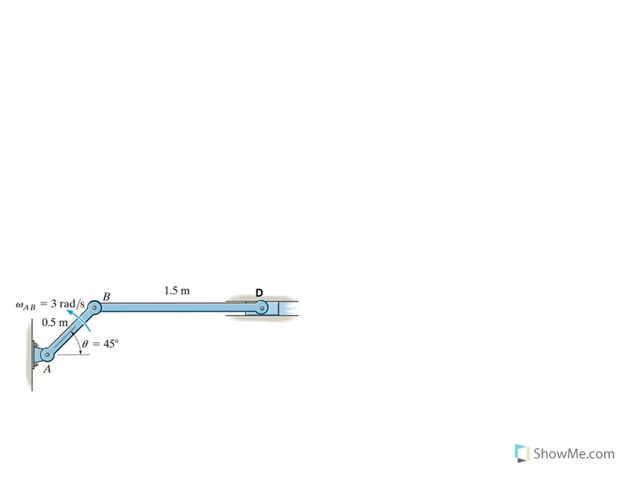 1.5 m
D
B
ω_AB = 3 rad/s
0.5 m
θ = 45°
A
ShowMe.com